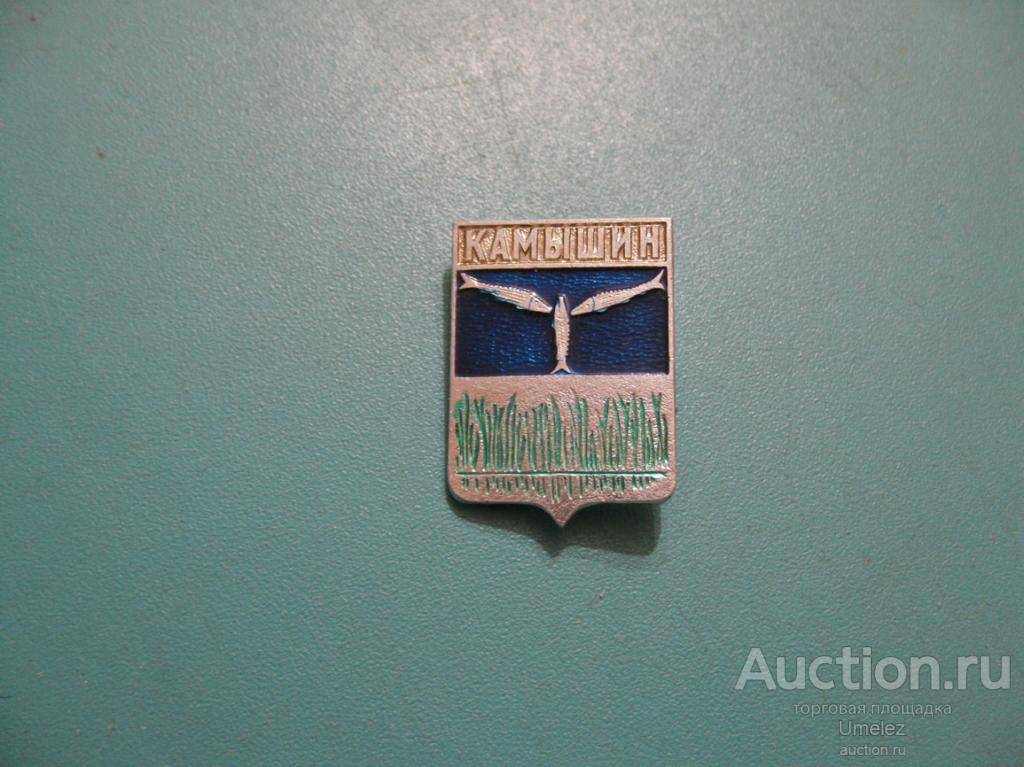 КАМЫШИН
Auction.ru
торговая площадка
Umelez
auction.ru